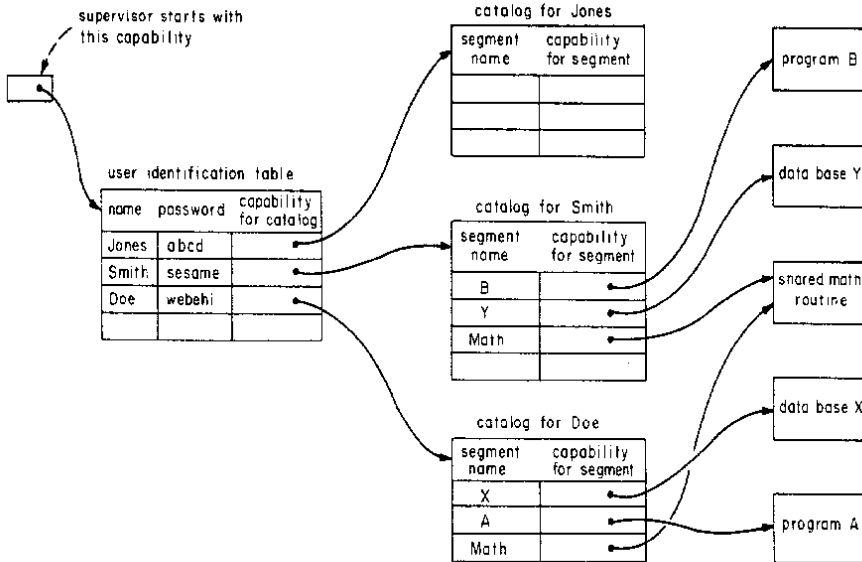 supervisor starts with
this capability
catalog for Jones
segment name capability for segment
program B
data base Y
user identification table
name password capability for catalog
Jones abcd
Smith sesame
Doe webehi
catalog for Smith
segment name capability for segment
B
Y
Math
shared math
routine
data base X
catalog for Doe
segment name capability for segment
X
A
Math
program A